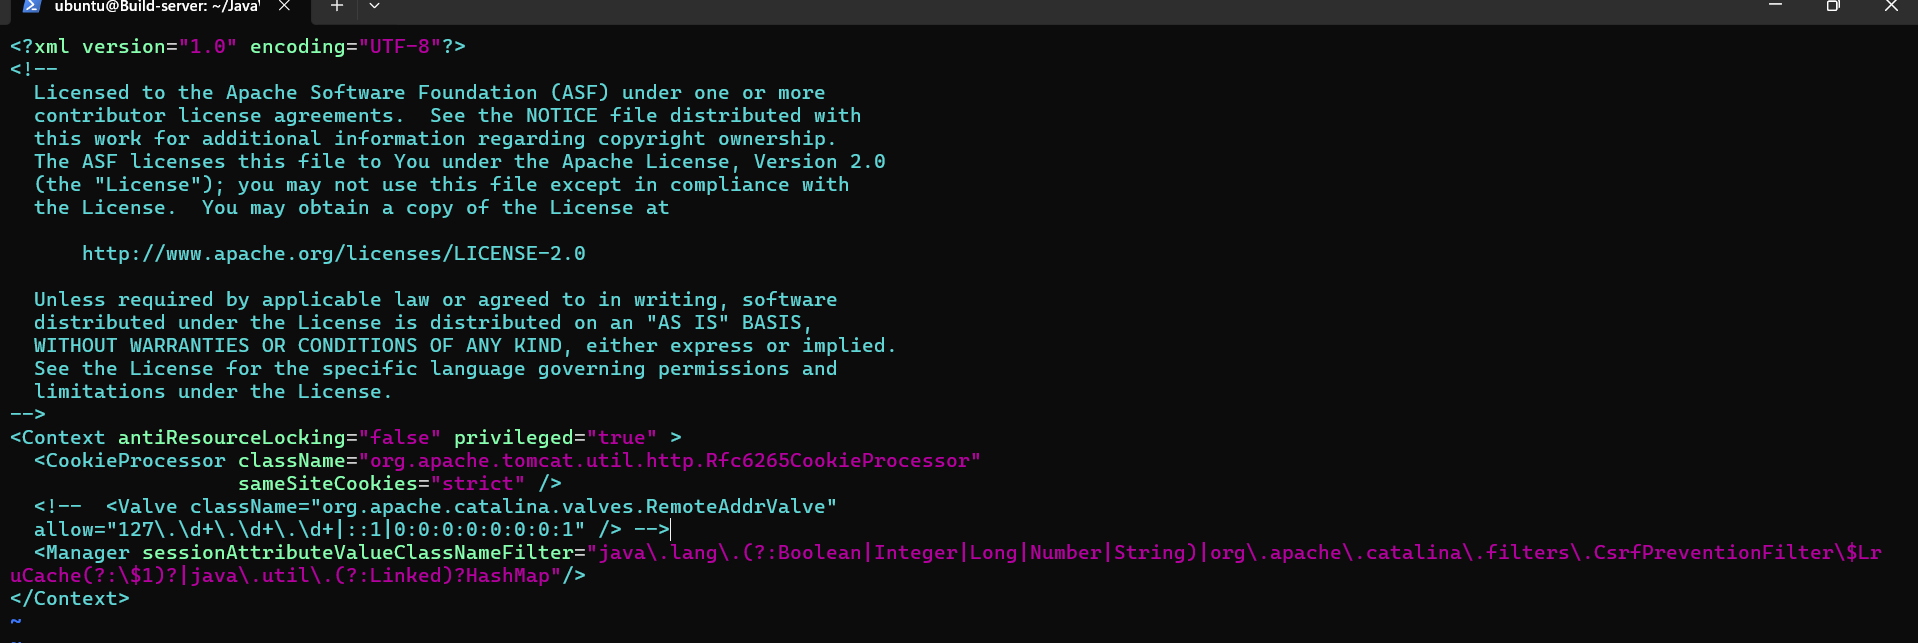 ubuntu@Build-server: ~/Java
<?xml version="1.0" encoding="UTF-8"?>
<!--
  Licensed to the Apache Software Foundation (ASF) under one or more
  contributor license agreements.  See the NOTICE file distributed with
  this work for additional information regarding copyright ownership.
  The ASF licenses this file to You under the Apache License, Version 2.0
  (the "License"); you may not use this file except in compliance with
  the License.  You may obtain a copy of the License at

      http://www.apache.org/licenses/LICENSE-2.0

  Unless required by applicable law or agreed to in writing, software
  distributed under the License is distributed on an "AS IS" BASIS,
  WITHOUT WARRANTIES OR CONDITIONS OF ANY KIND, either express or implied.
  See the License for the specific language governing permissions and
  limitations under the License.
-->
<Context antiResourceLocking="false" privileged="true" >
  <CookieProcessor className="org.apache.tomcat.util.http.Rfc6265CookieProcessor"
                   sameSiteCookies="strict" />
  <!--  <Valve className="org.apache.catalina.valves.RemoteAddrValve"
  allow="127\.\d+\.\d+\.\d+|::1|0:0:0:0:0:0:0:1" /> -->
  <Manager sessionAttributeValueClassNameFilter="java\.lang\.(?:Boolean|Integer|Long|Number|String)|org\.apache\.catalina\.filters\.CsrfPreventionFilter\$Lr
uCache(?:\$1)?|java\.util\.(?:Linked)?HashMap"/>
</Context>
~
~